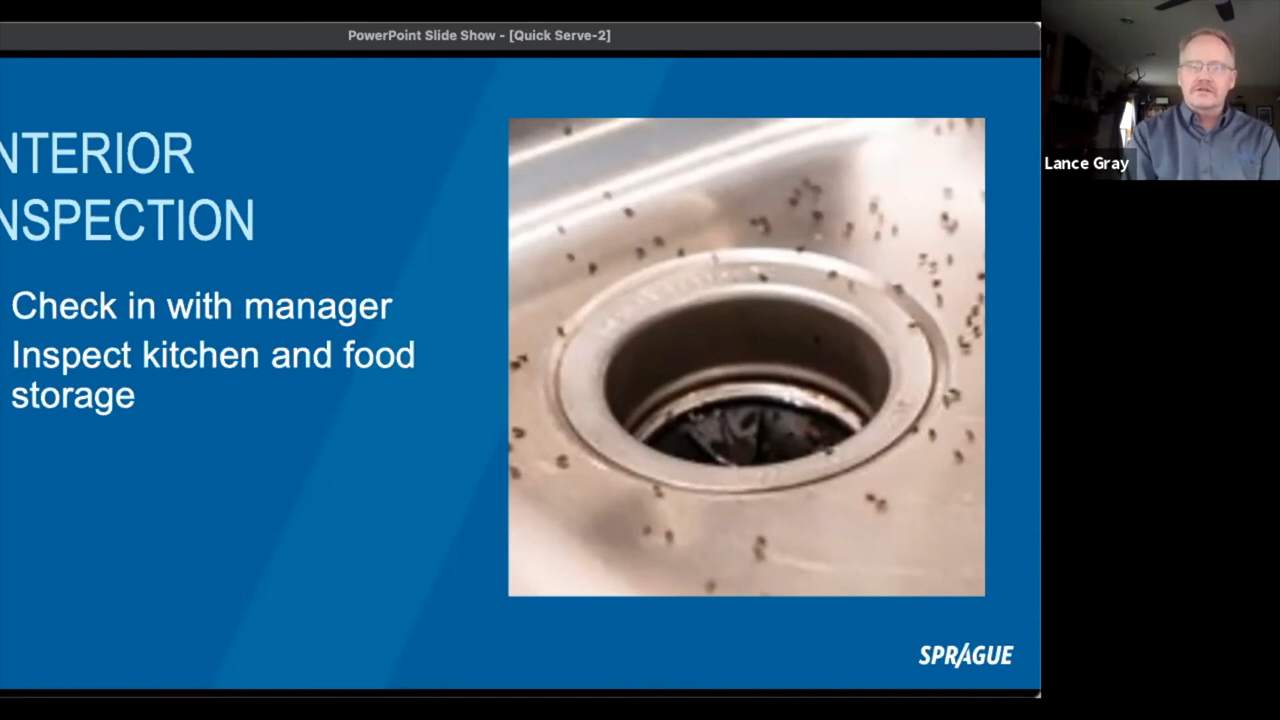 PowerPoint Slide Show - [Quick Serve-2]
NTERIOR
NSPECTION
Check in with manager
Inspect kitchen and food
storage
SPRAGUE
Lance Gray